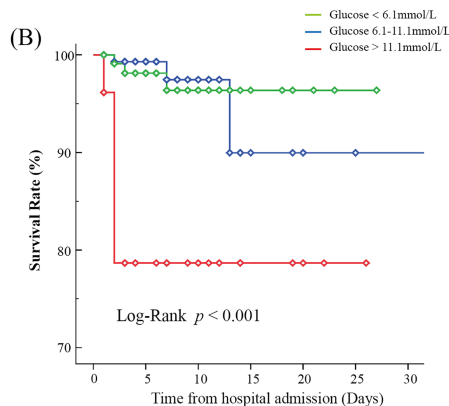 (B)
Glucose < 6.1mmol/L
Glucose 6.1-11.1mmol/L
Glucose > 11.1mmol/L
100
90
80
70
Survival Rate (%)
Log-Rank p < 0.001
0 5 10 15 20 25 30
Time from hospital admission (Days)